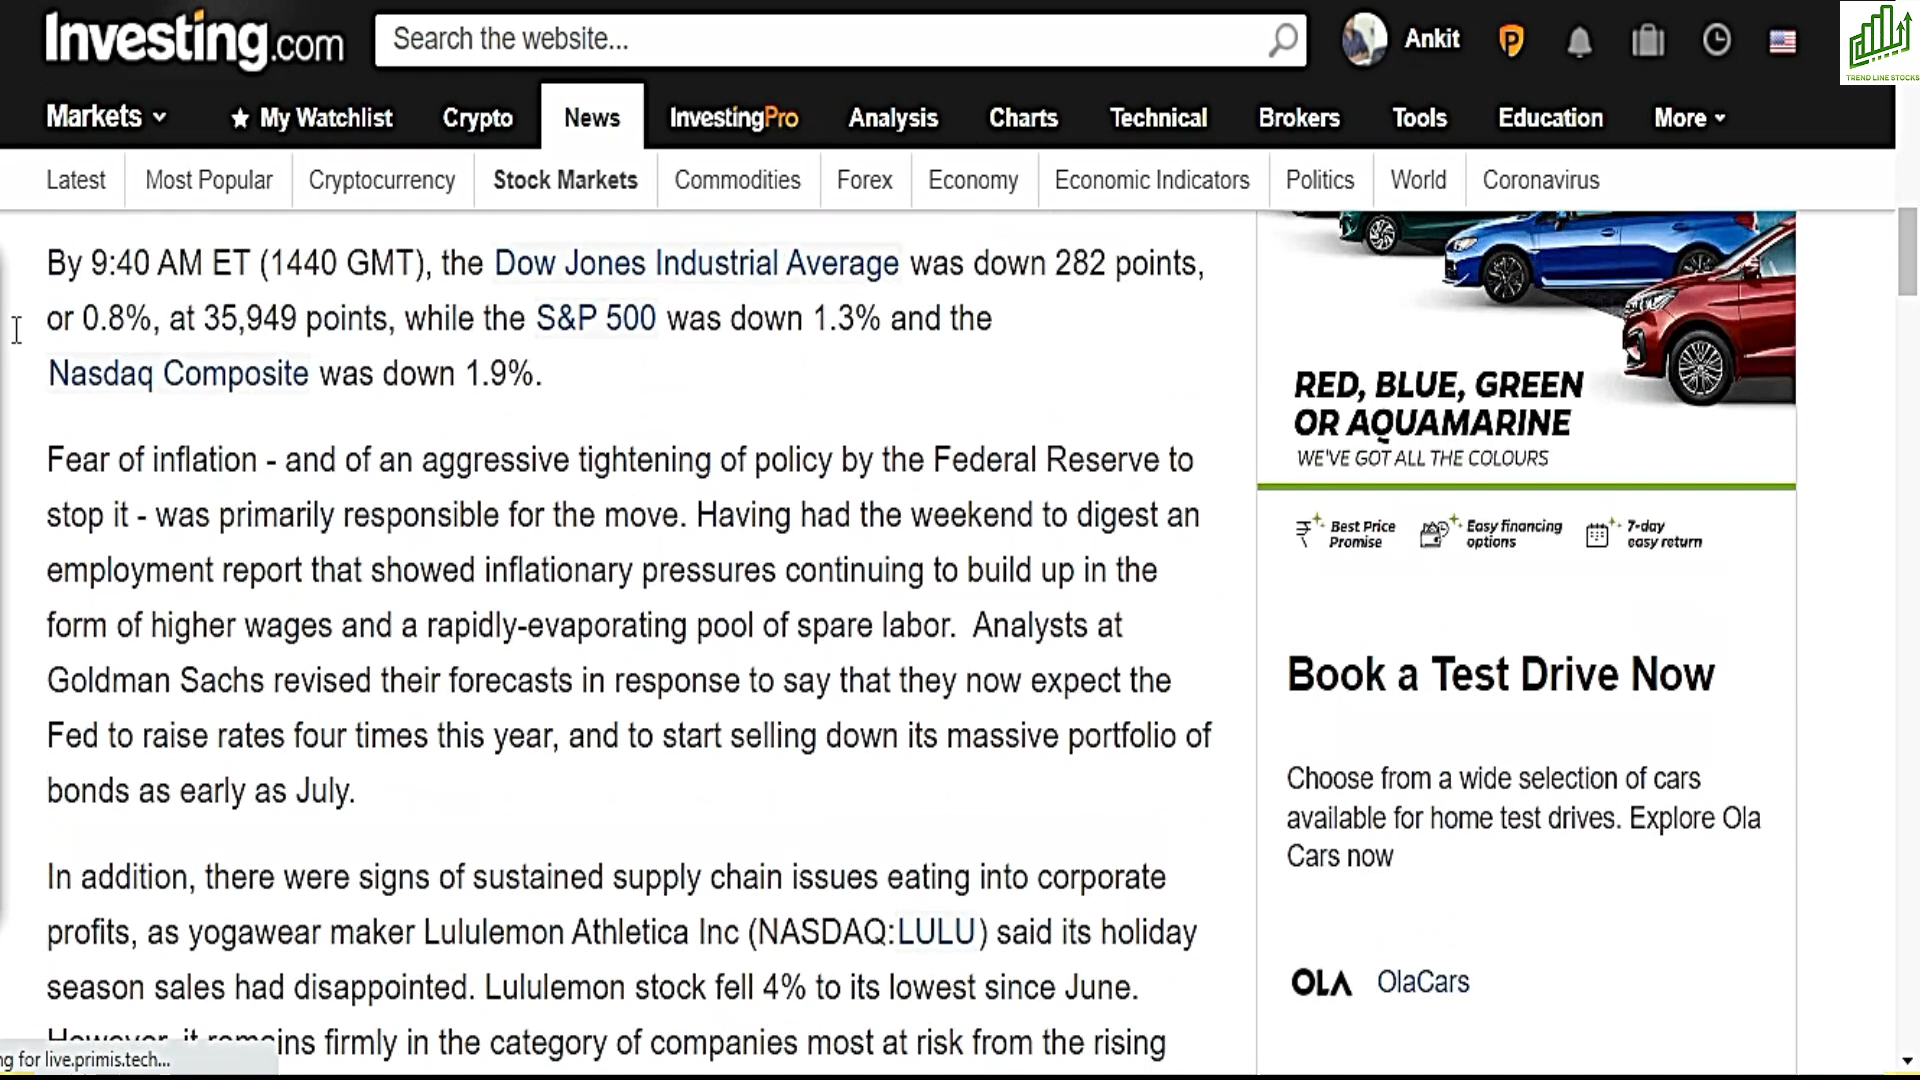 Investing.com
Search the website...
Ankit
TREND LINE STOCKS
Markets
My Watchlist
Crypto
News
InvestingPro
Analysis
Charts
Technical
Brokers
Tools
Education
More
Latest
Most Popular
Cryptocurrency
Stock Markets
Commodities
Forex
Economy
Economic Indicators
Politics
World
Coronavirus
By 9:40 AM ET (1440 GMT), the Dow Jones Industrial Average was down 282 points,
or 0.8%, at 35,949 points, while the S&P 500 was down 1.3% and the
Nasdaq Composite was down 1.9%.
Fear of inflation - and of an aggressive tightening of policy by the Federal Reserve to
stop it - was primarily responsible for the move. Having had the weekend to digest an
employment report that showed inflationary pressures continuing to build up in the
form of higher wages and a rapidly-evaporating pool of spare labor.  Analysts at
Goldman Sachs revised their forecasts in response to say that they now expect the
Fed to raise rates four times this year, and to start selling down its massive portfolio of
bonds as early as July.
In addition, there were signs of sustained supply chain issues eating into corporate
profits, as yogawear maker Lululemon Athletica Inc (NASDAQ:LULU) said its holiday
season sales had disappointed. Lululemon stock fell 4% to its lowest since June.
However, it remains firmly in the category of companies most at risk from the rising
ng for live.primis.tech...
RED, BLUE, GREEN
OR AQUAMARINE
WE'VE GOT ALL THE COLOURS
Best Price
Promise
Easy financing
options
7-day
easy return
Book a Test Drive Now
Choose from a wide selection of cars
available for home test drives. Explore Ola
Cars now
OLA OlaCars